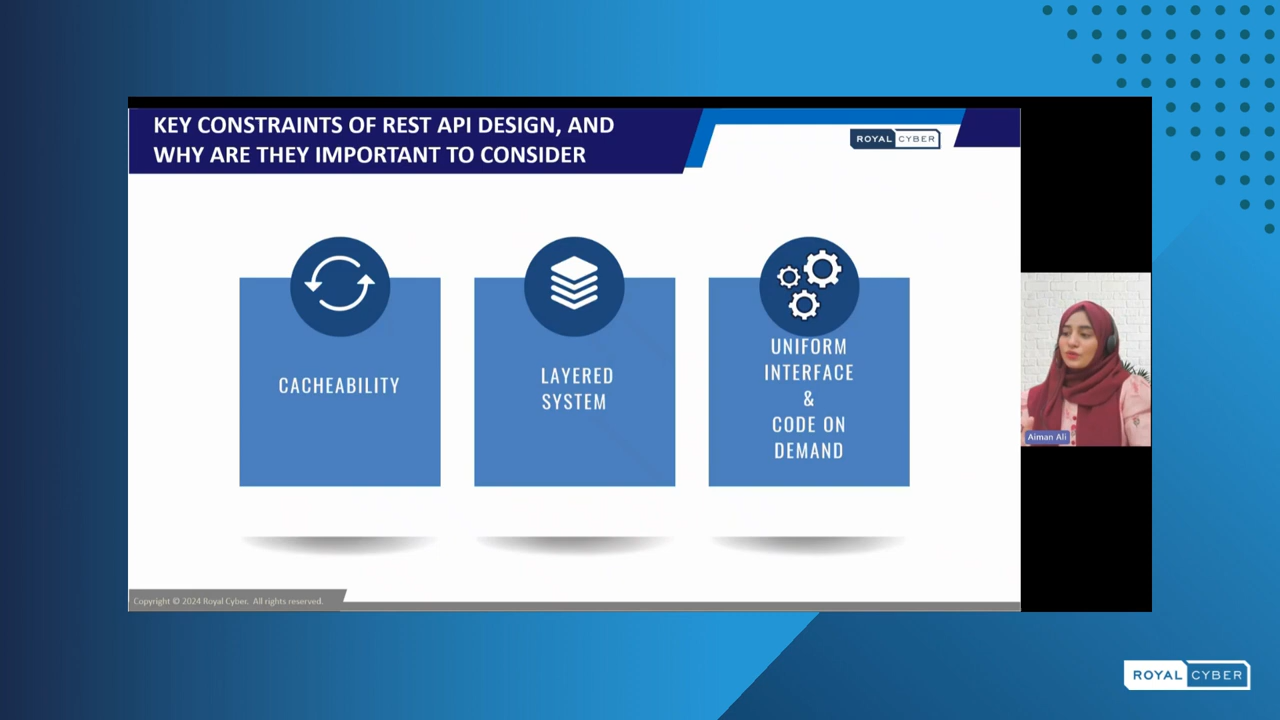 KEY CONSTRAINTS OF REST API DESIGN, AND
WHY ARE THEY IMPORTANT TO CONSIDER
ROYAL CYBER
CACHEABILITY
LAYERED
SYSTEM
UNIFORM
INTERFACE
&
CODE ON
DEMAND
Aiman Ali
Copyright © 2024 Royal Cyber. All rights reserved.
ROYAL CYBER